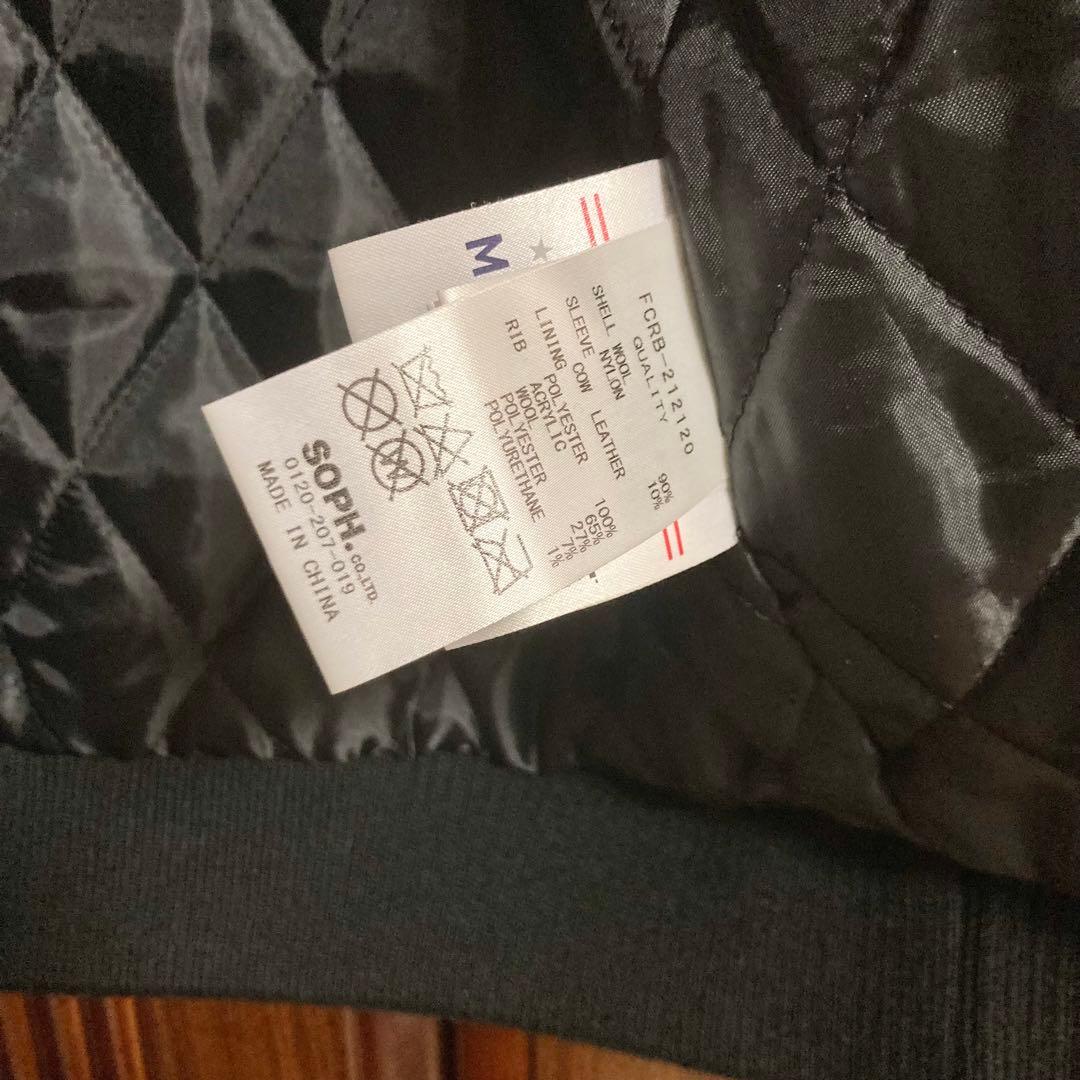 M
FCRB-212120
QUALITY
SHELL WOOL 90%
NYLON 10%
SLEEVE COW LEATHER
LINING POLYESTER 100%
RIB ACRYLIC 65%
WOOL 27%
POLYESTER 7%
POLYURETHANE 1%
SOPH. CO.,LTD.
0120-207-019
MADE IN CHINA